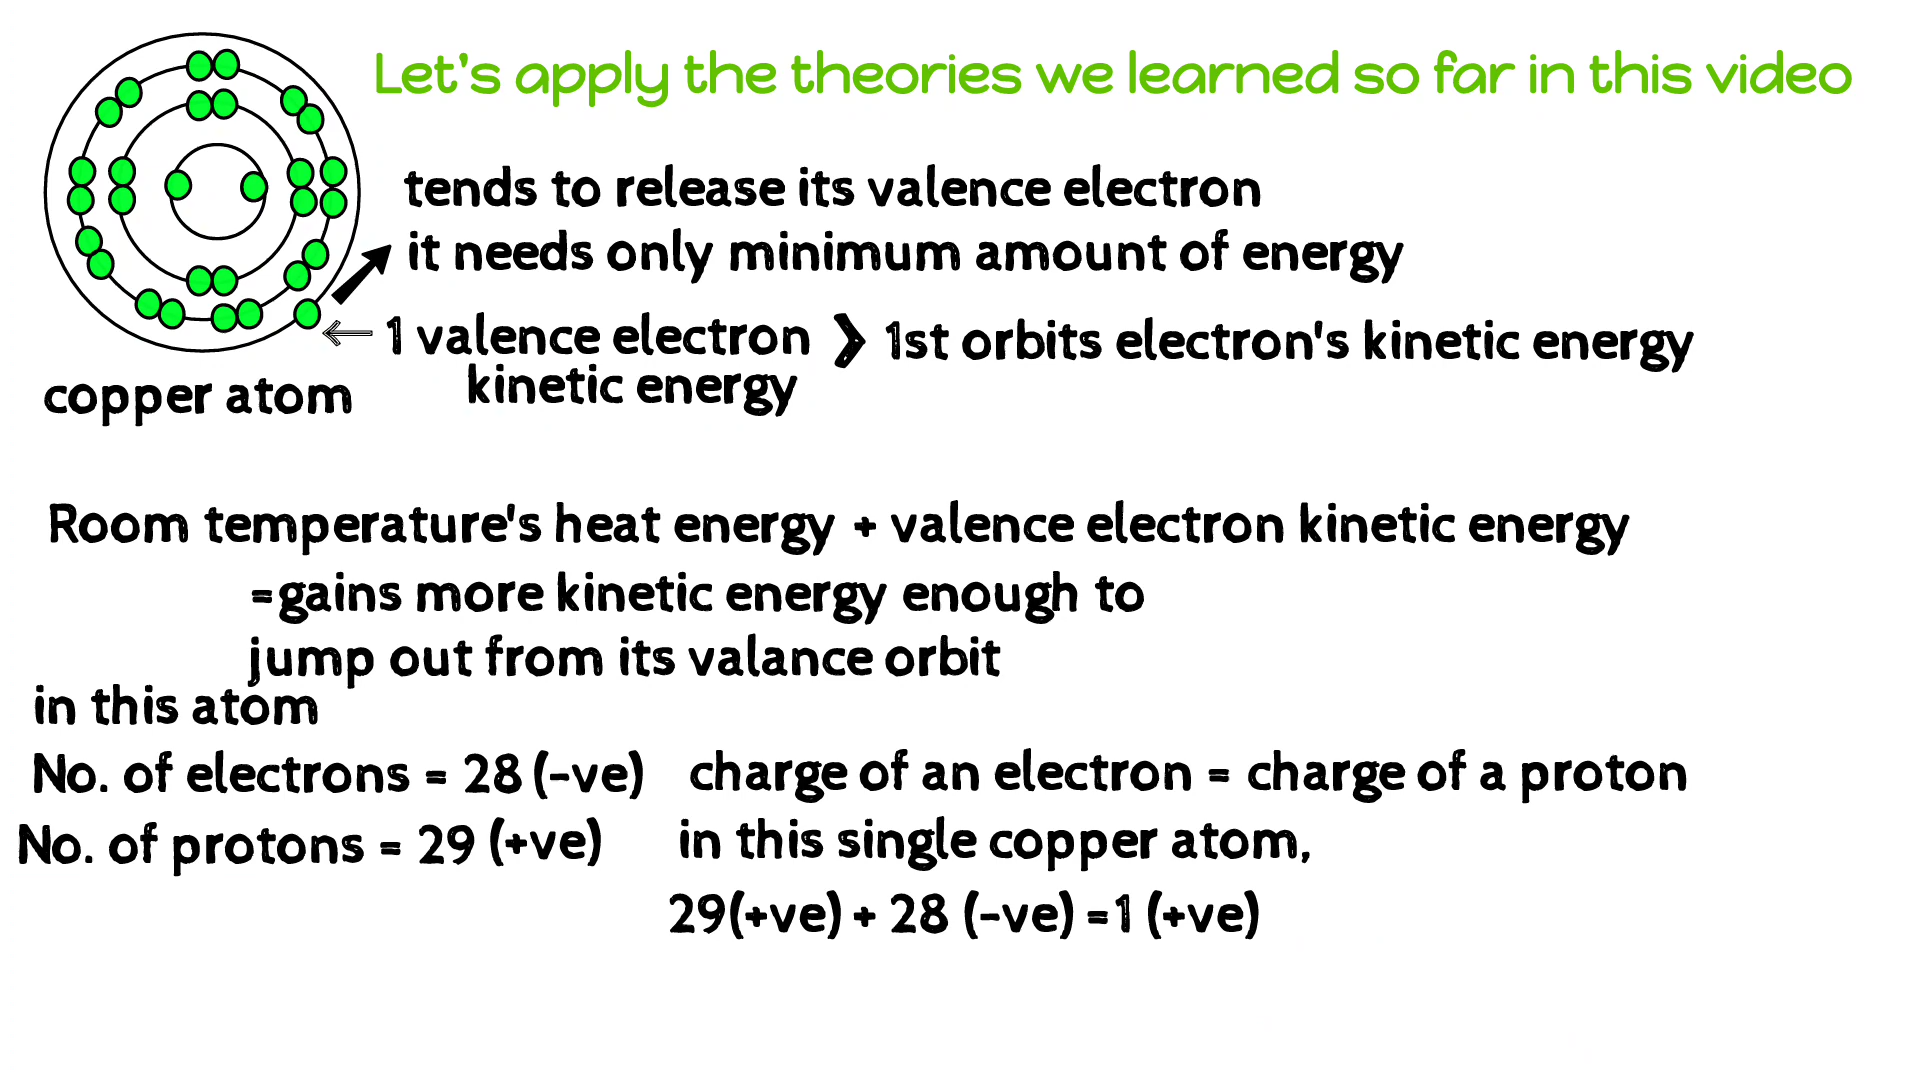 Let's apply the theories we learned so far in this video
tends to release its valence electron
it needs only minimum amount of energy
1 valence electron > 1st orbits electron's kinetic energy
kinetic energy
copper atom
Room temperature's heat energy + valence electron kinetic energy
=gains more kinetic energy enough to
jump out from its valance orbit
in this atom
No. of electrons = 28 (-ve) charge of an electron = charge of a proton
No. of protons = 29 (+ve) in this single copper atom,
29(+ve) + 28 (-ve) =1 (+ve)